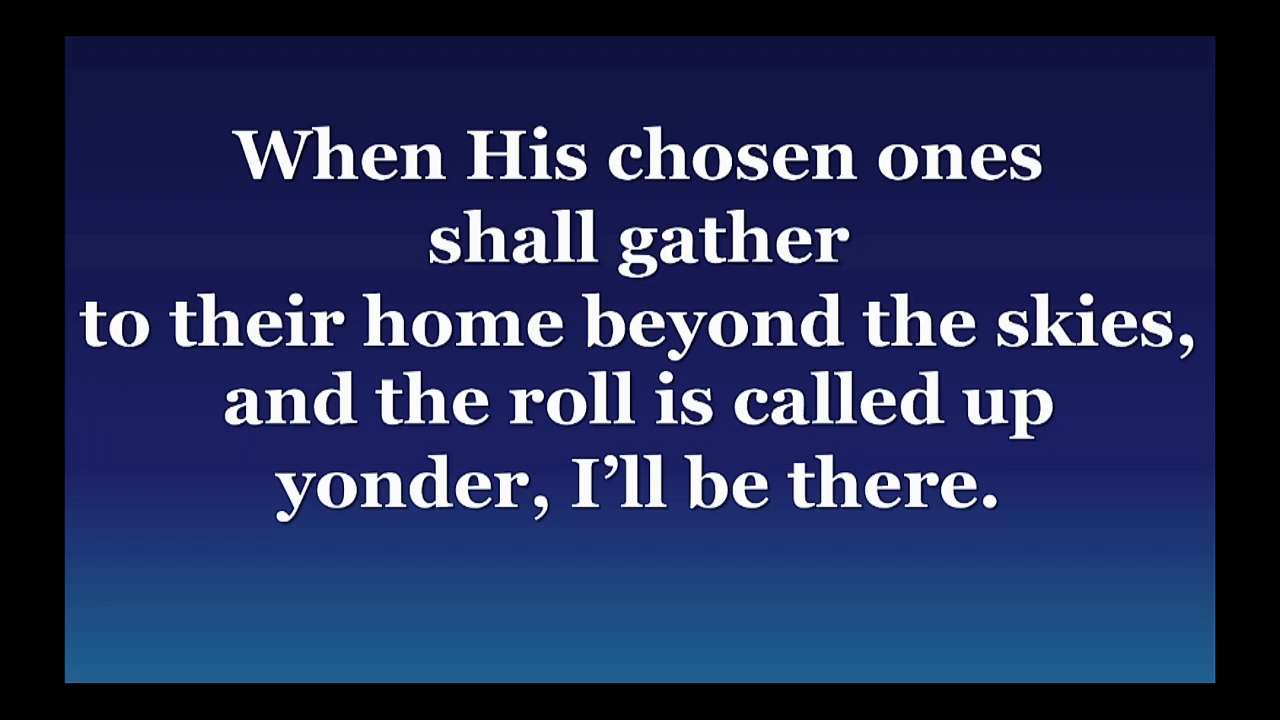 When His chosen ones
shall gather
to their home beyond the skies,
and the roll is called up
yonder, I’ll be there.